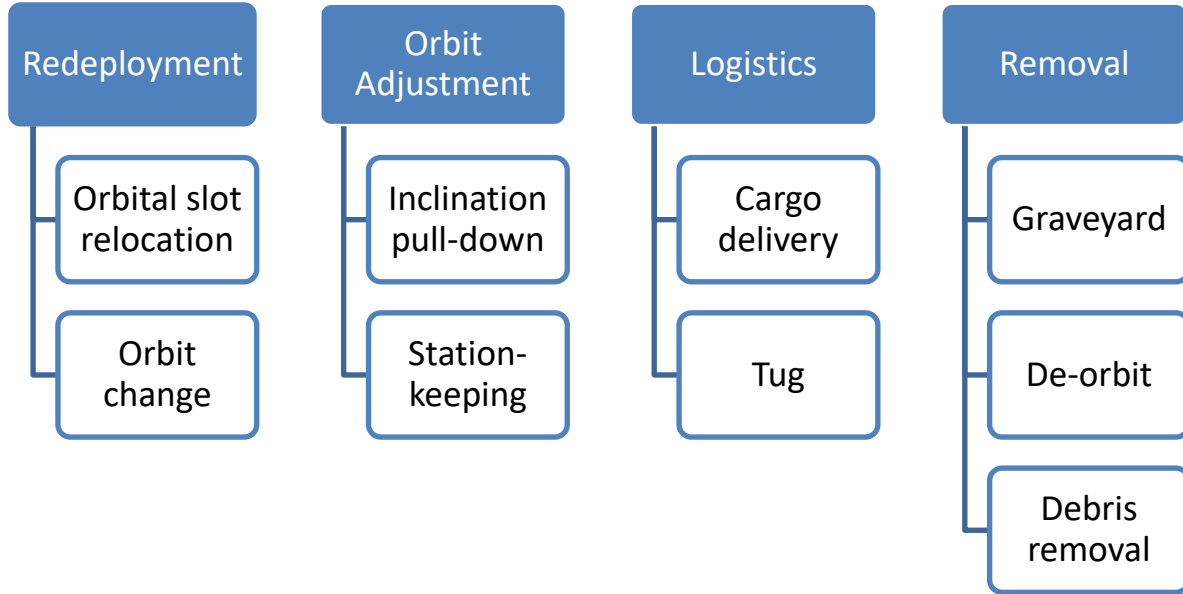 Redeployment
Orbital slot
relocation
Orbit
change
Orbit
Adjustment
Inclination
pull-down
Station-
keeping
Logistics
Cargo
delivery
Tug
Removal
Graveyard
De-orbit
Debris
removal